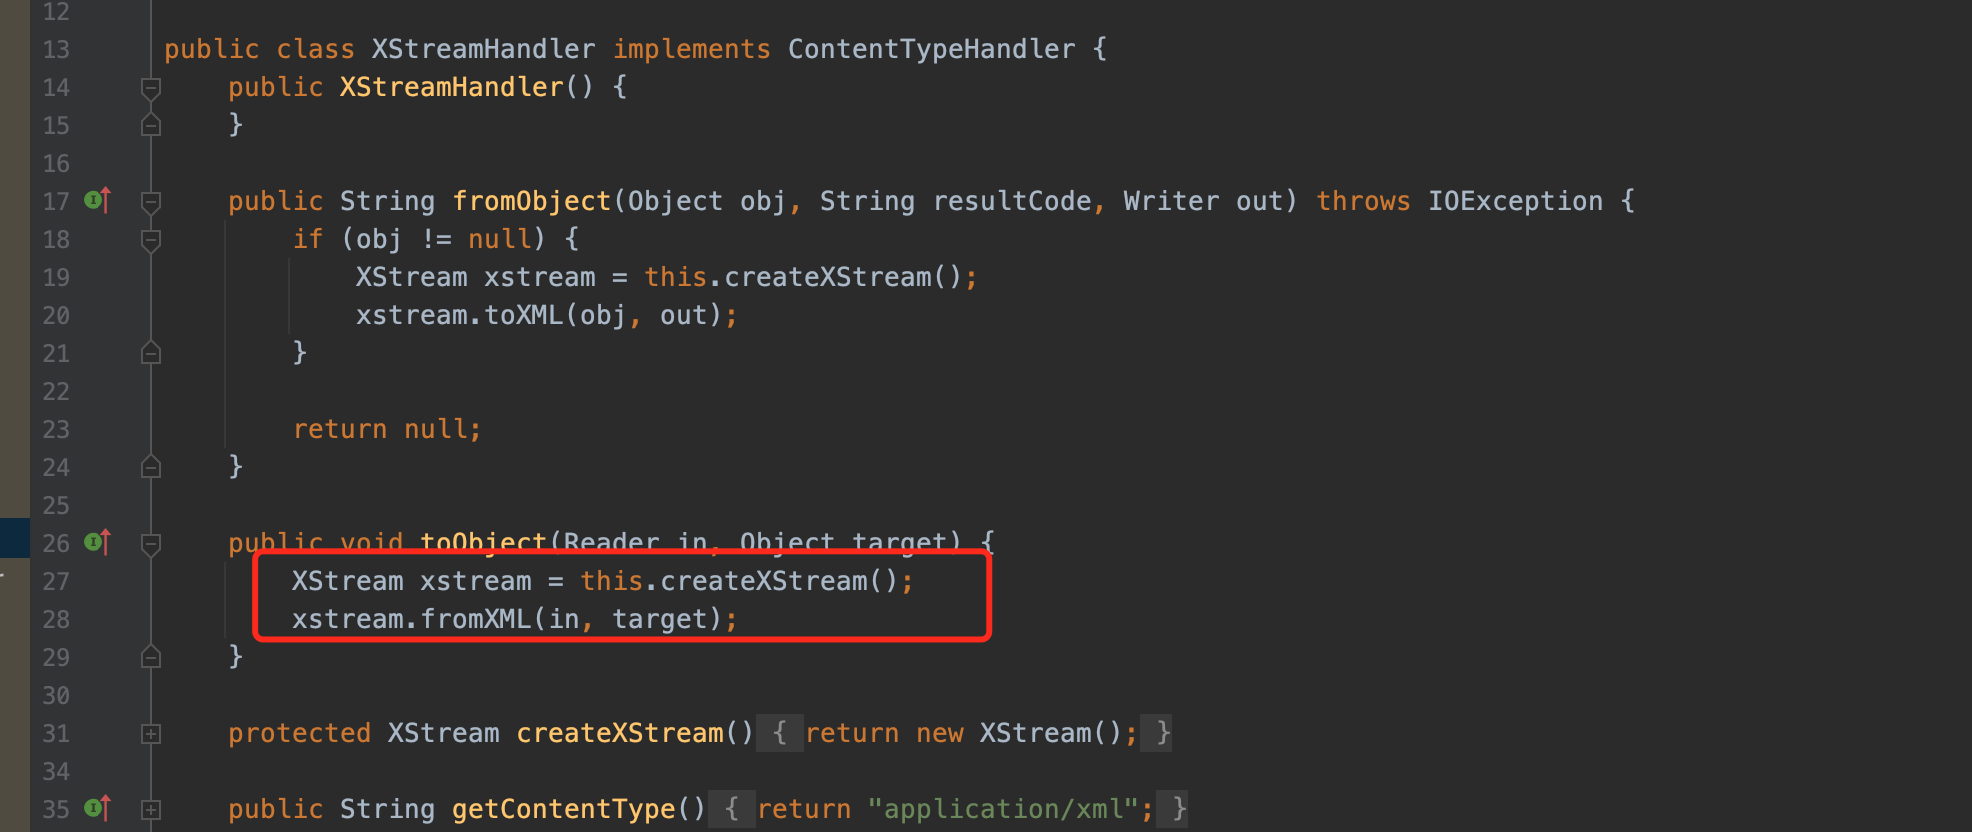 12
13 public class XStreamHandler implements ContentTypeHandler {
14 public XStreamHandler() {
15 }
16
17 public String fromObject(Object obj, String resultCode, Writer out) throws IOException {
18 if (obj != null) {
19 XStream xstream = this.createXStream();
20 xstream.toXML(obj, out);
21 }
22
23 return null;
24 }
25
26 public void toObject(Reader in, Object target) {
27 XStream xstream = this.createXStream();
28 xstream.fromXML(in, target);
29 }
30
31 protected XStream createXStream() { return new XStream(); }
34
35 public String getContentType() { return "application/xml"; }